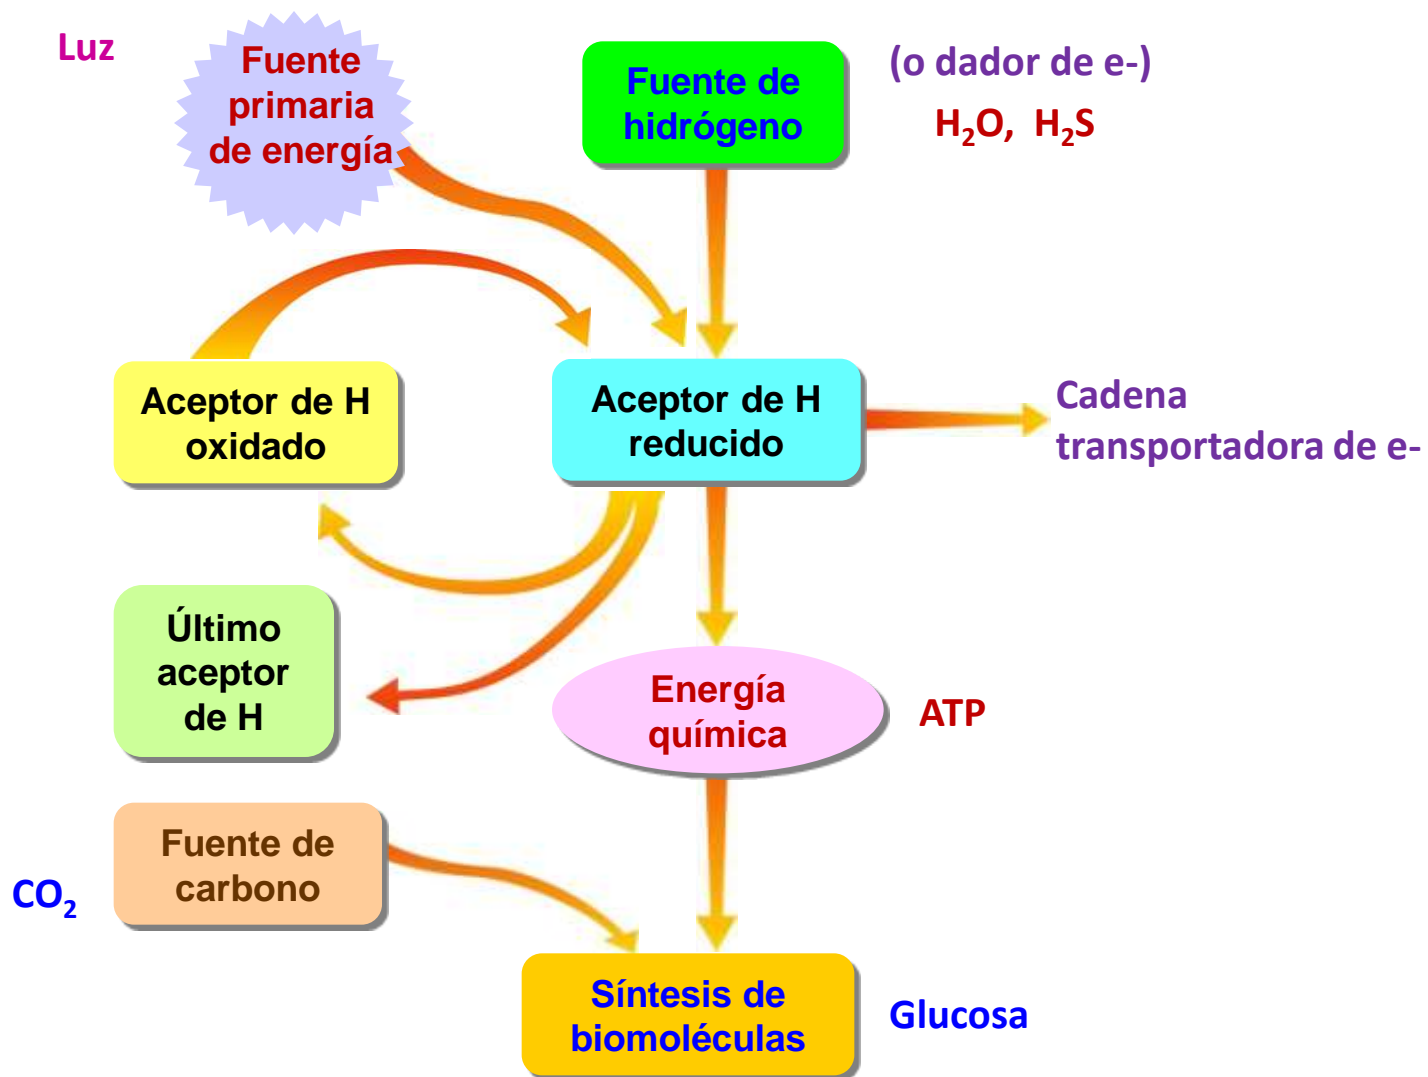 Luz
Fuente
primaria
de energía
Fuente de
hidrógeno
(o dador de e-)
H₂O, H₂S
Aceptor de H
oxidado
Aceptor de H
reducido
Cadena
transportadora de e-
Último
aceptor
de H
Energía
química
ATP
Fuente de
carbono
CO₂
Síntesis de
biomoléculas
Glucosa